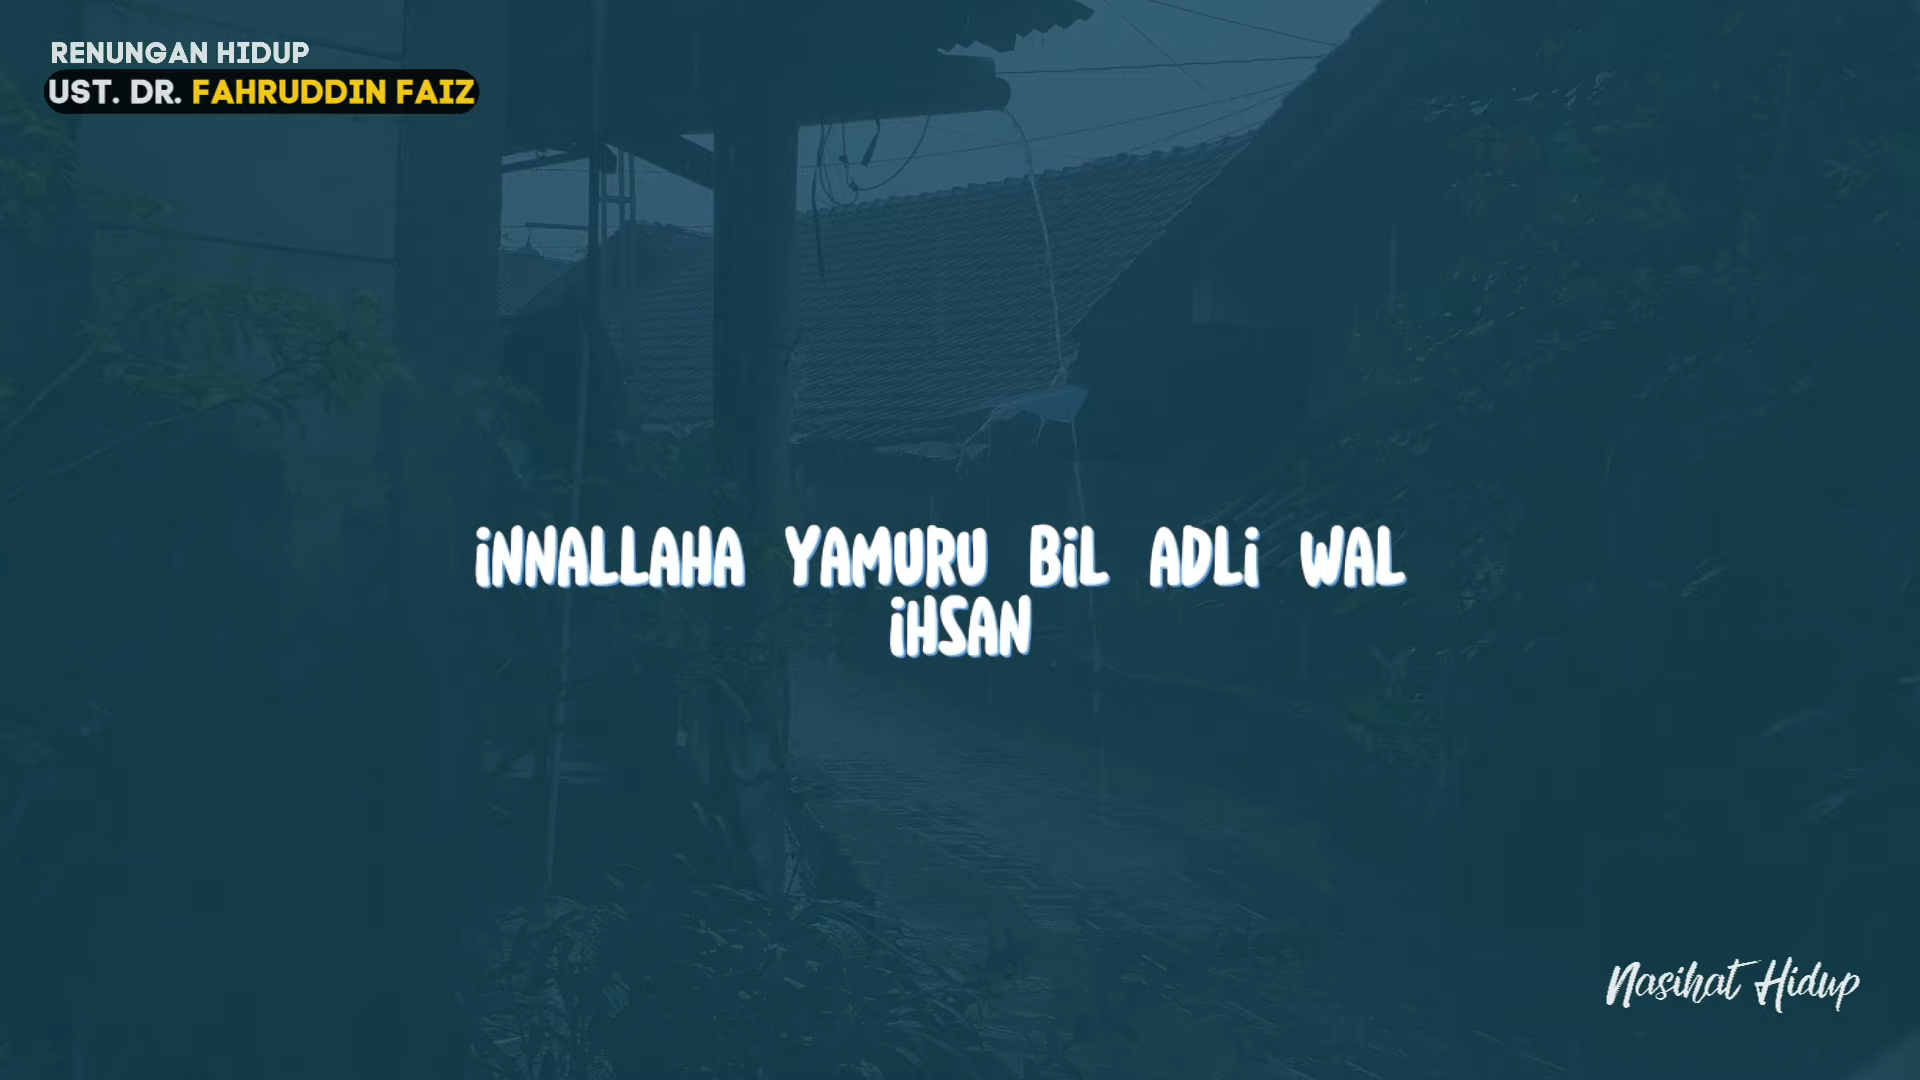 RENUNGAN HIDUP
UST. DR. FAHRUDDIN FAIZ
iNNALLAHA YAMURU BiL ADLi WAL
iHSAN
Nasihat Hidup